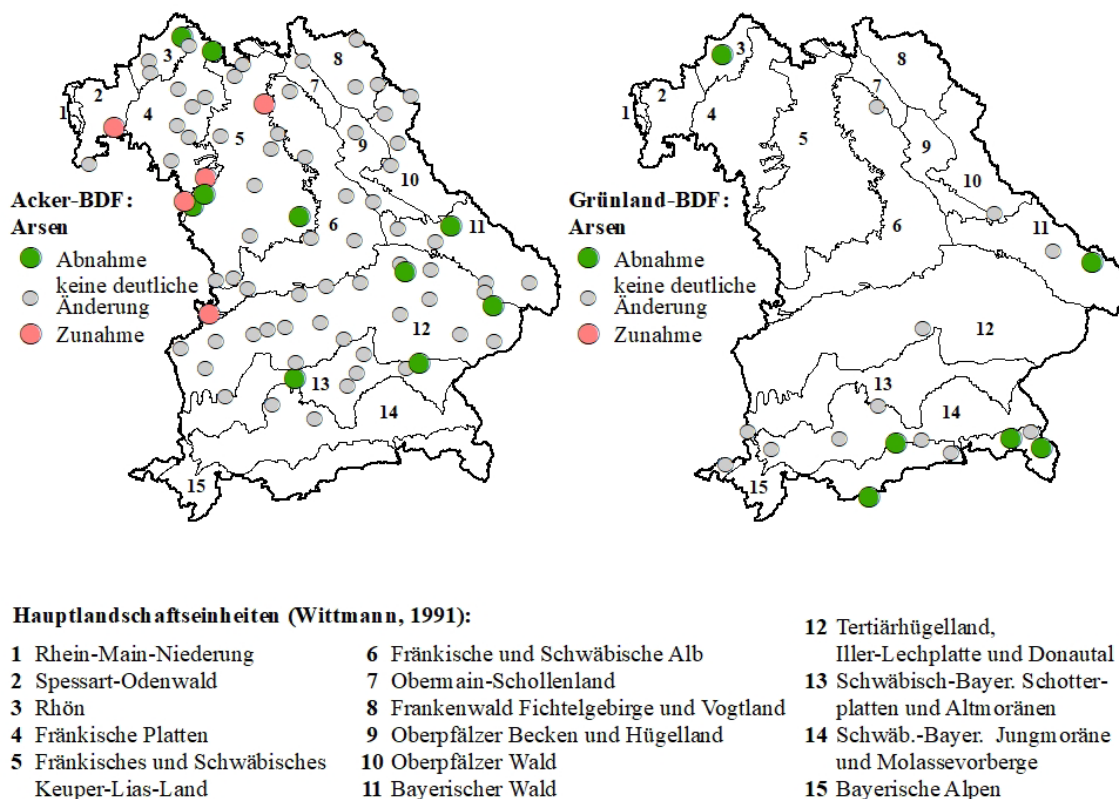 Acker-BDF:
Arsen
Abnahme
keine deutliche
Änderung
Zunahme
1
2
3
4
5
6
7
8
9
10
11
12
13
14
15
Grünland-BDF:
Arsen
Abnahme
keine deutliche
Änderung
Zunahme
1
2
3
4
5
6
7
8
9
10
11
12
13
14
15
Hauptlandschaftseinheiten (Wittmann, 1991):
1 Rhein-Main-Niederung
2 Spessart-Odenwald
3 Rhön
4 Fränkische Platten
5 Fränkisches und Schwäbisches
Keuper-Lias-Land
6 Fränkische und Schwäbische Alb
7 Obermain-Schollenland
8 Frankenwald Fichtelgebirge und Vogtland
9 Oberpfälzer Becken und Hügelland
10 Oberpfälzer Wald
11 Bayerischer Wald
12 Tertiärhügelland,
Iller-Lechplatte und Donautal
13 Schwäbisch-Bayer. Schotter-
platten und Altmoränen
14 Schwäb.-Bayer. Jungmoräne
und Molassevorberge
15 Bayerische Alpen